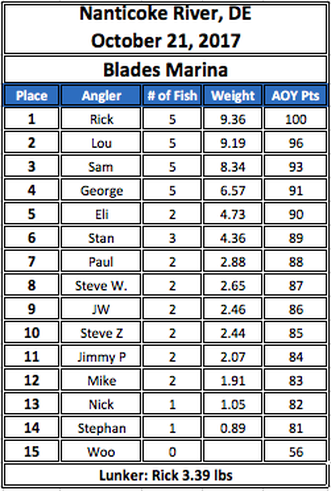 Nanticoke River, DE
October 21, 2017
Blades Marina
Place Angler # of Fish Weight AOY Pts
1 Rick 5 9.36 100
2 Lou 5 9.19 96
3 Sam 5 8.34 93
4 George 5 6.57 91
5 Eli 2 4.73 90
6 Stan 3 4.36 89
7 Paul 2 2.88 88
8 Steve W. 2 2.65 87
9 JW 2 2.46 86
10 Steve Z 2 2.44 85
11 Jimmy P 2 2.07 84
12 Mike 2 1.91 83
13 Nick 1 1.05 82
14 Stephan 1 0.89 81
15 Woo 0 56
Lunker: Rick 3.39 lbs